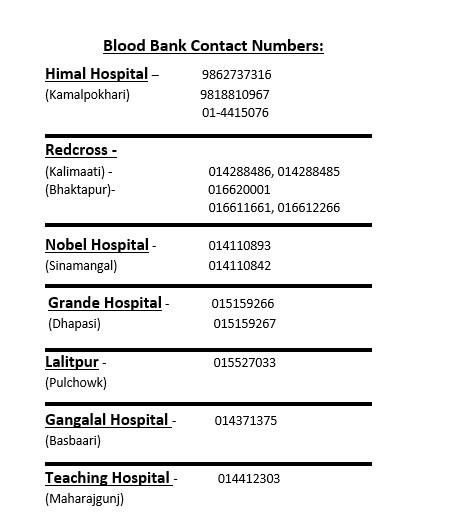 Blood Bank Contact Numbers:
Himal Hospital – 9862737316
(Kamalpokhari) 9818810967
01-4415076
Redcross -
(Kalimaati) - 014288486, 014288485
(Bhaktapur)- 016620001
016611661, 016612266
Nobel Hospital - 014110893
(Sinamangal) 014110842
Grande Hospital - 015159266
(Dhapasi) 015159267
Lalitpur - 015527033
(Pulchowk)
Gangalal Hospital - 014371375
(Basbaari)
Teaching Hospital - 014412303
(Maharajgunj)